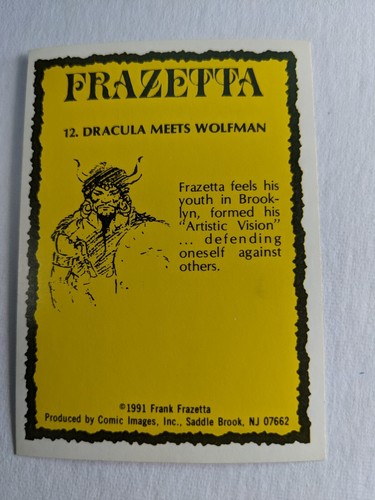 FRAZETTA
12. DRACULA MEETS WOLFMAN
Frazetta feels his
youth in Brook-
lyn, formed his
"Artistic Vision"
... defending
oneself against
others.
©1991 Frank Frazetta
Produced by Comic Images, Inc., Saddle Brook, NJ 07662